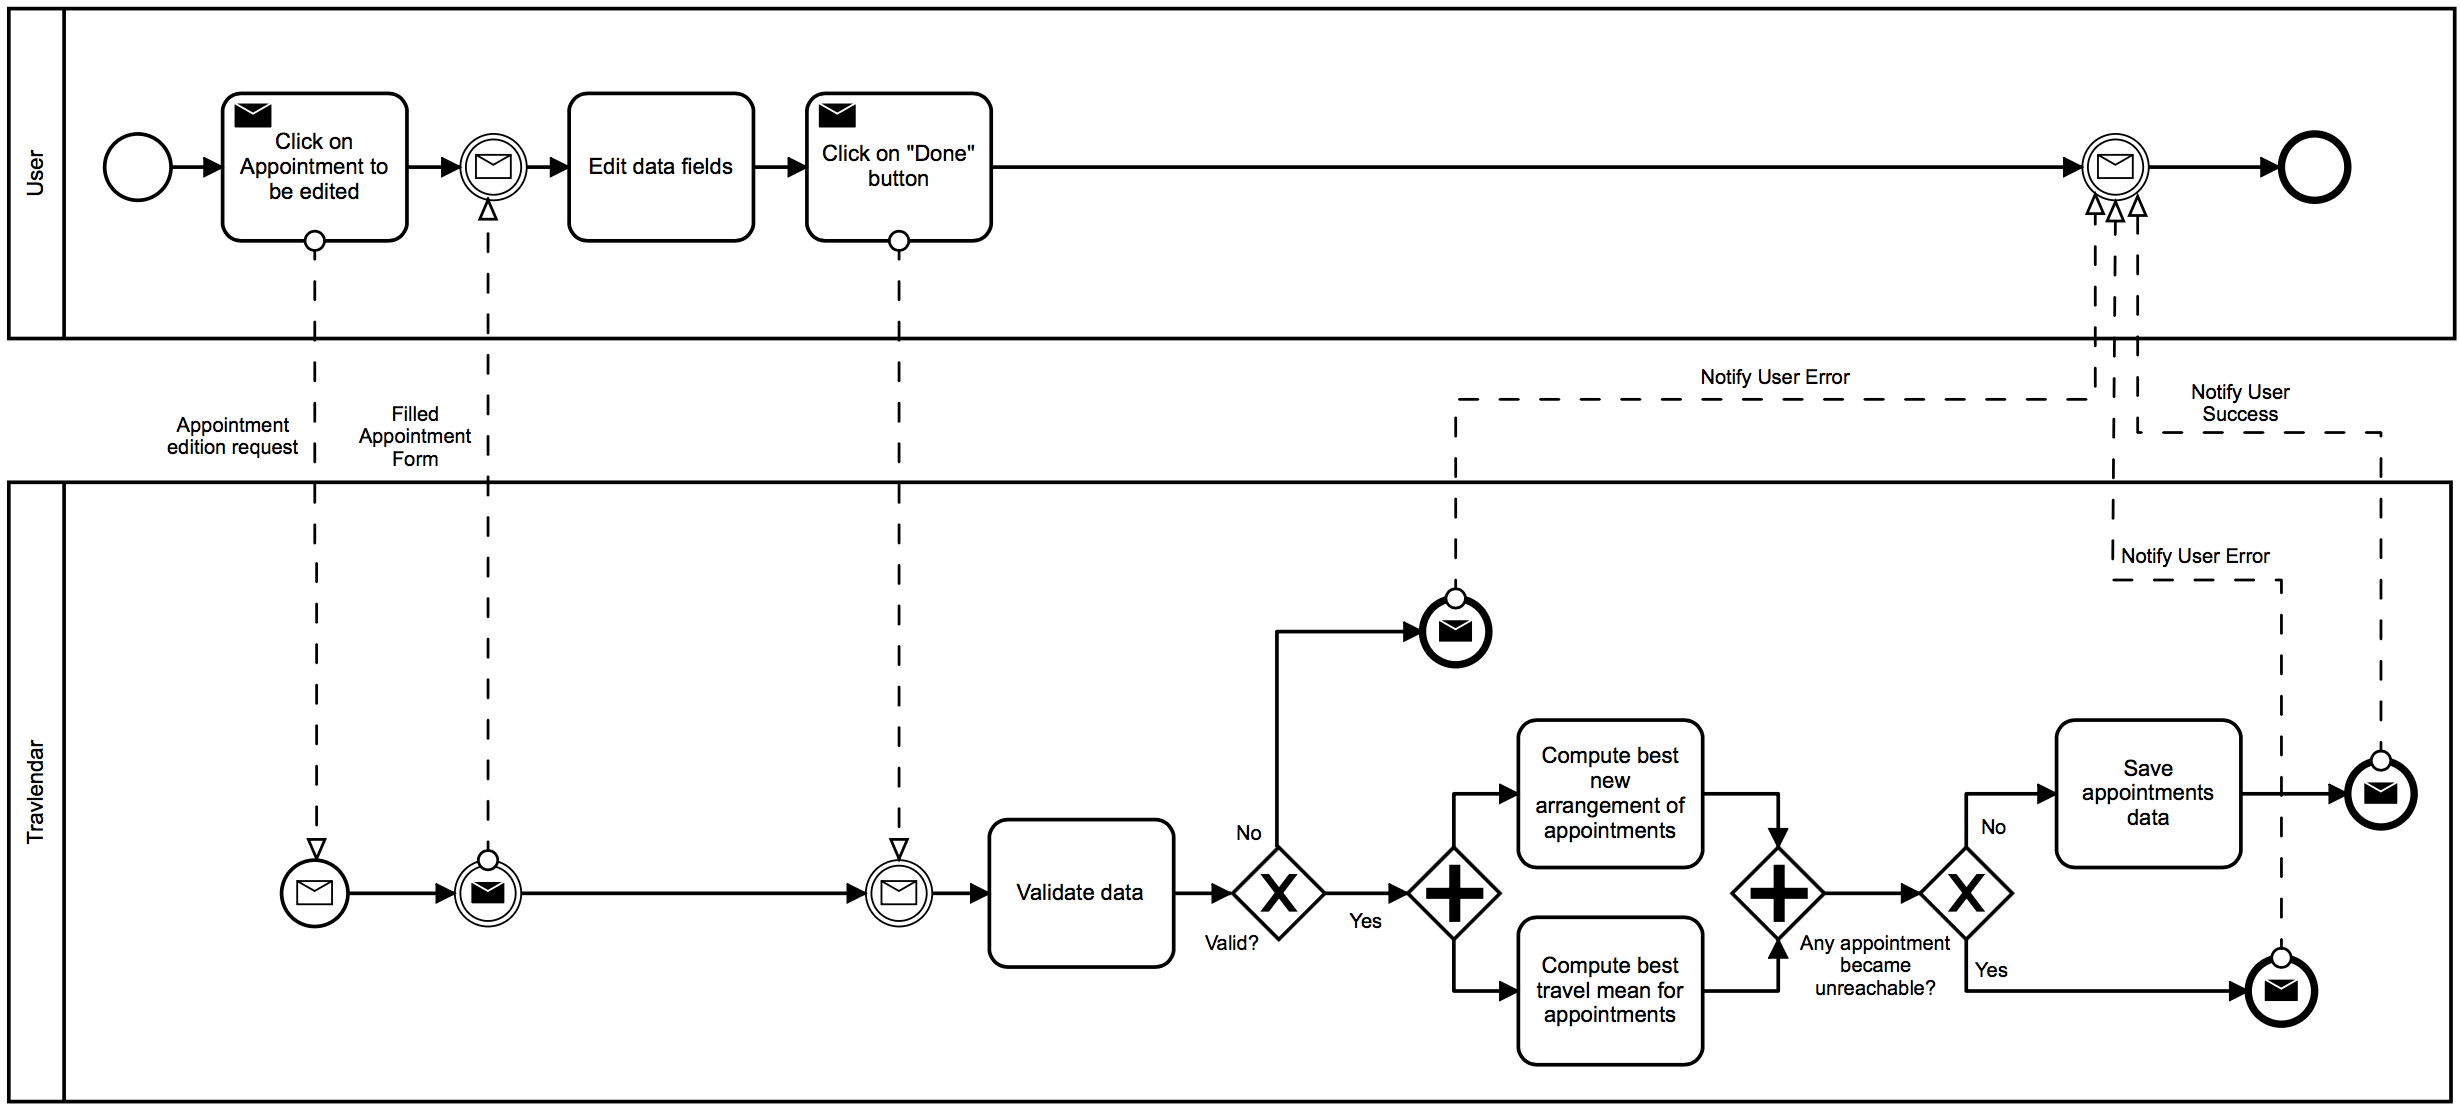 User
Click on
Appointment to
be edited
Edit data fields
Click on "Done"
button
Notify User Error
Notify User
Success
Appointment
edition request
Filled
Appointment
Form
Notify User Error
Travlendar
Compute best
new
arrangement of
appointments
Save
appointments
data
No
No
Validate data
Yes
Valid?
Any appointment
became
unreachable?
Yes
Compute best
travel mean for
appointments